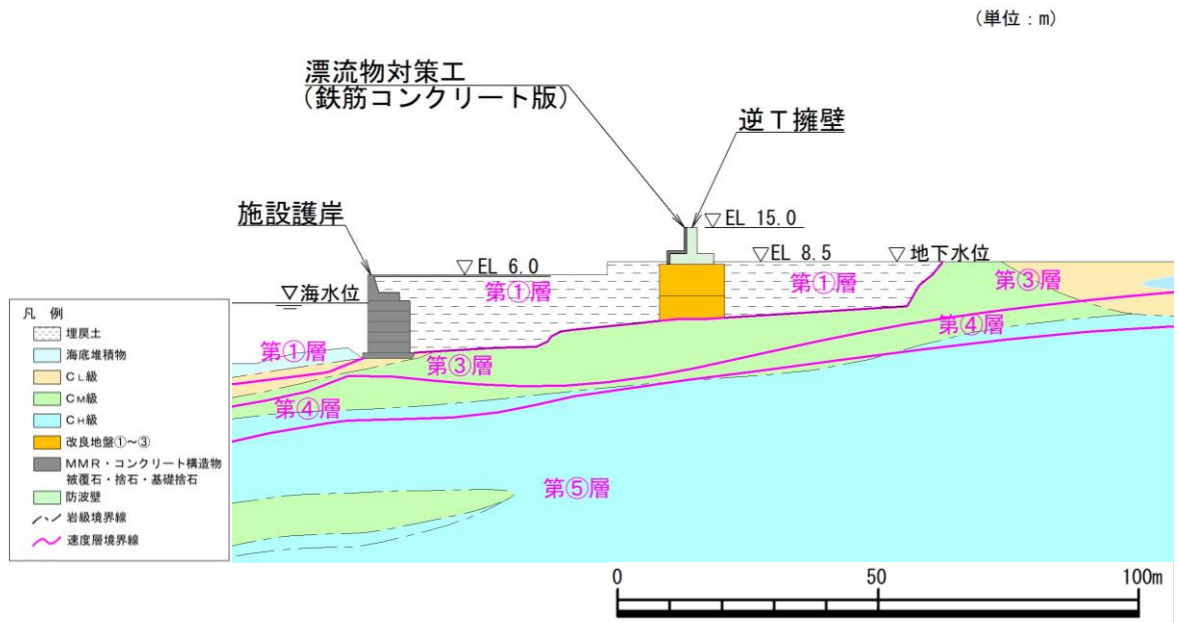 (単位：m)
漂流物対策工
(鉄筋コンクリート版)
逆T擁壁
施設護岸
▽EL 15.0
▽EL 6.0
▽EL 8.5
▽地下水位
▽海水位
第①層
第①層
第③層
第①層
第③層
第④層
第④層
第⑤層
凡 例
埋戻土
海底堆積物
CL級
CM級
CH級
改良地盤①～③
MMR・コンクリート構造物
被覆石・捨石・基礎捨石
防波壁
岩級境界線
速度層境界線
0 50 100m